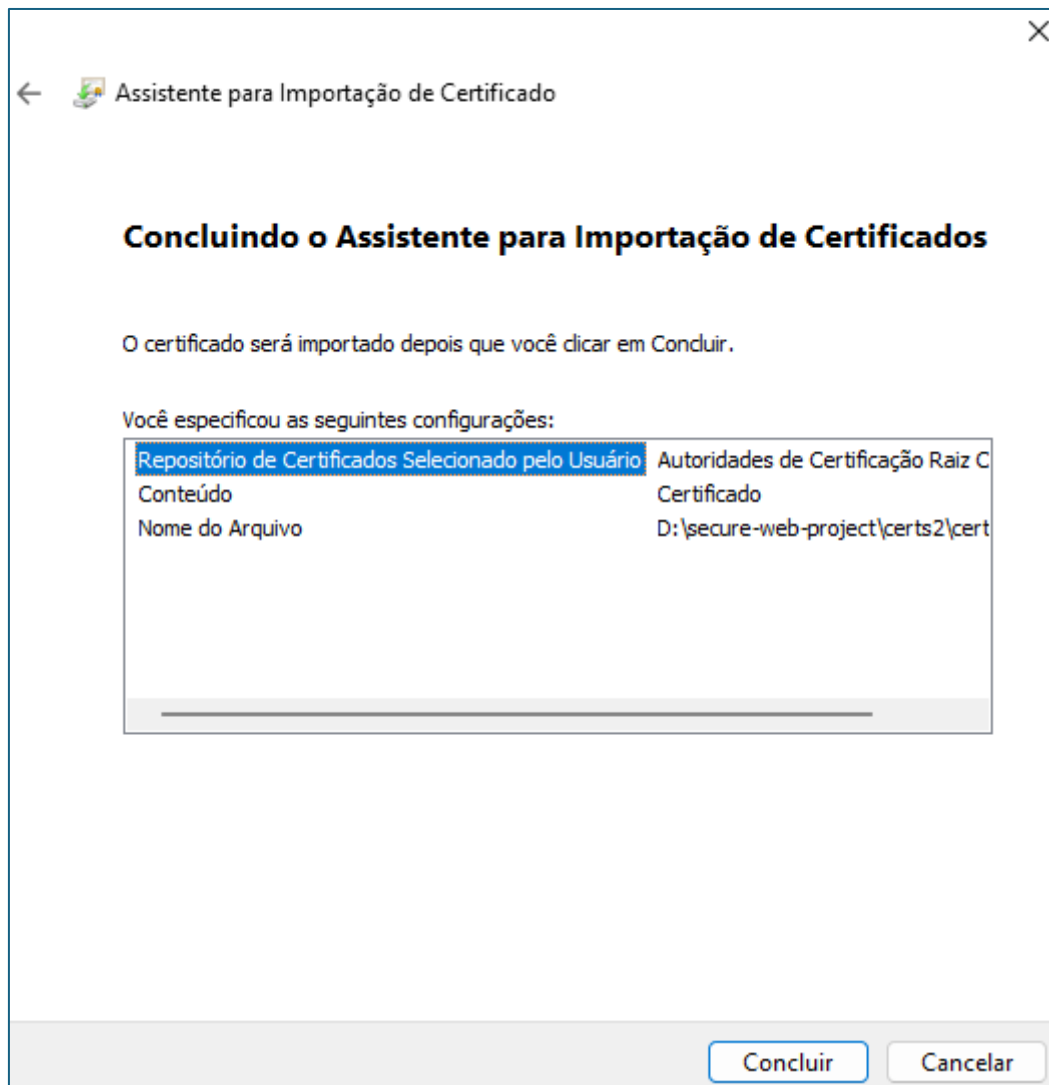 Assistente para Importação de Certificado
Concluindo o Assistente para Importação de Certificados
O certificado será importado depois que você clicar em Concluir.
Você especificou as seguintes configurações:
Repositório de Certificados Selecionado pelo Usuário Autoridades de Certificação Raiz C
Conteúdo Certificado
Nome do Arquivo D:\secure-web-project\certs2\cert
Concluir Cancelar